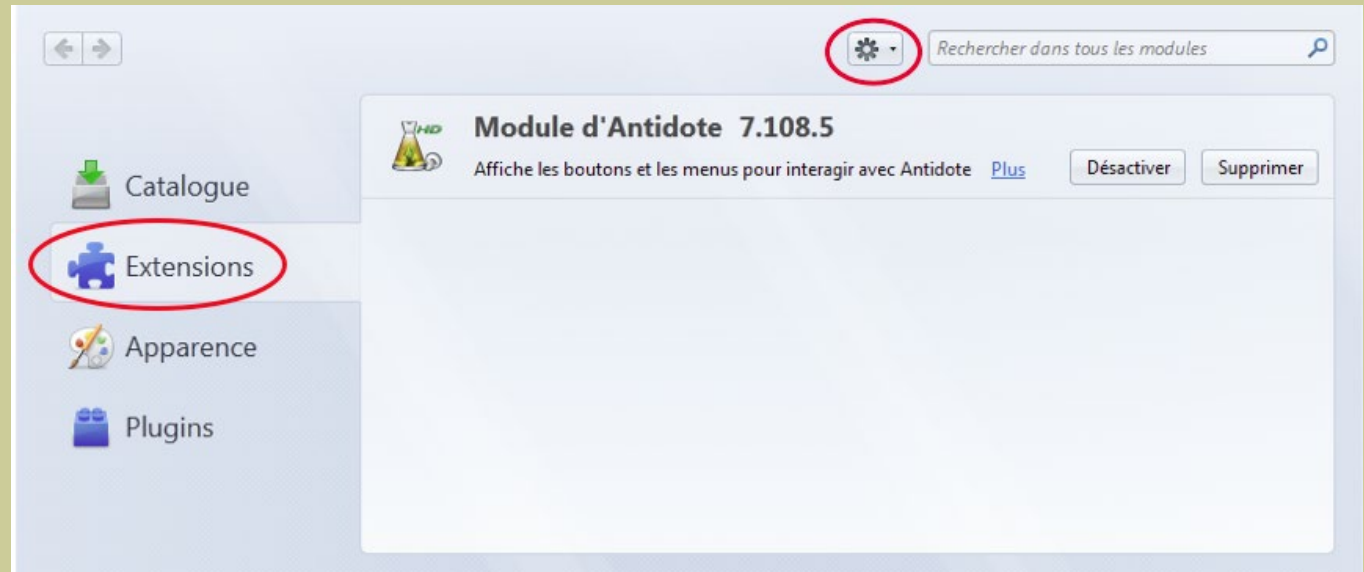 Rechercher dans tous les modules
HD
Module d'Antidote 7.108.5
Affiche les boutons et les menus pour interagir avec Antidote Plus
Désactiver
Supprimer
Catalogue
Extensions
Apparence
Plugins